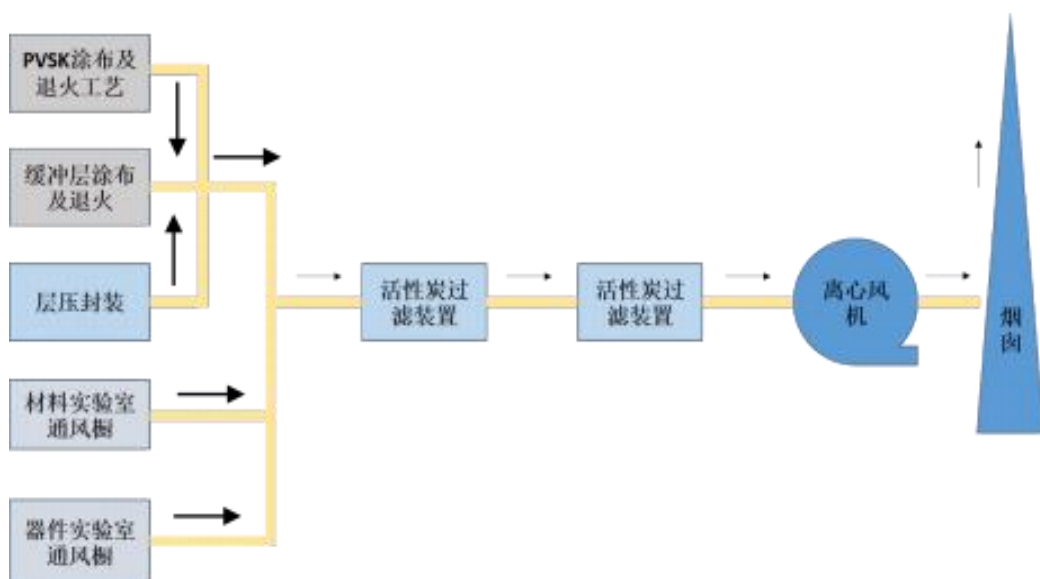 PVSK涂布及
退火工艺
缓冲层涂布
及退火
层压封装
材料实验室
通风橱
器件实验室
通风橱
活性炭过
滤装置
活性炭过
滤装置
离心风
机
烟
囱